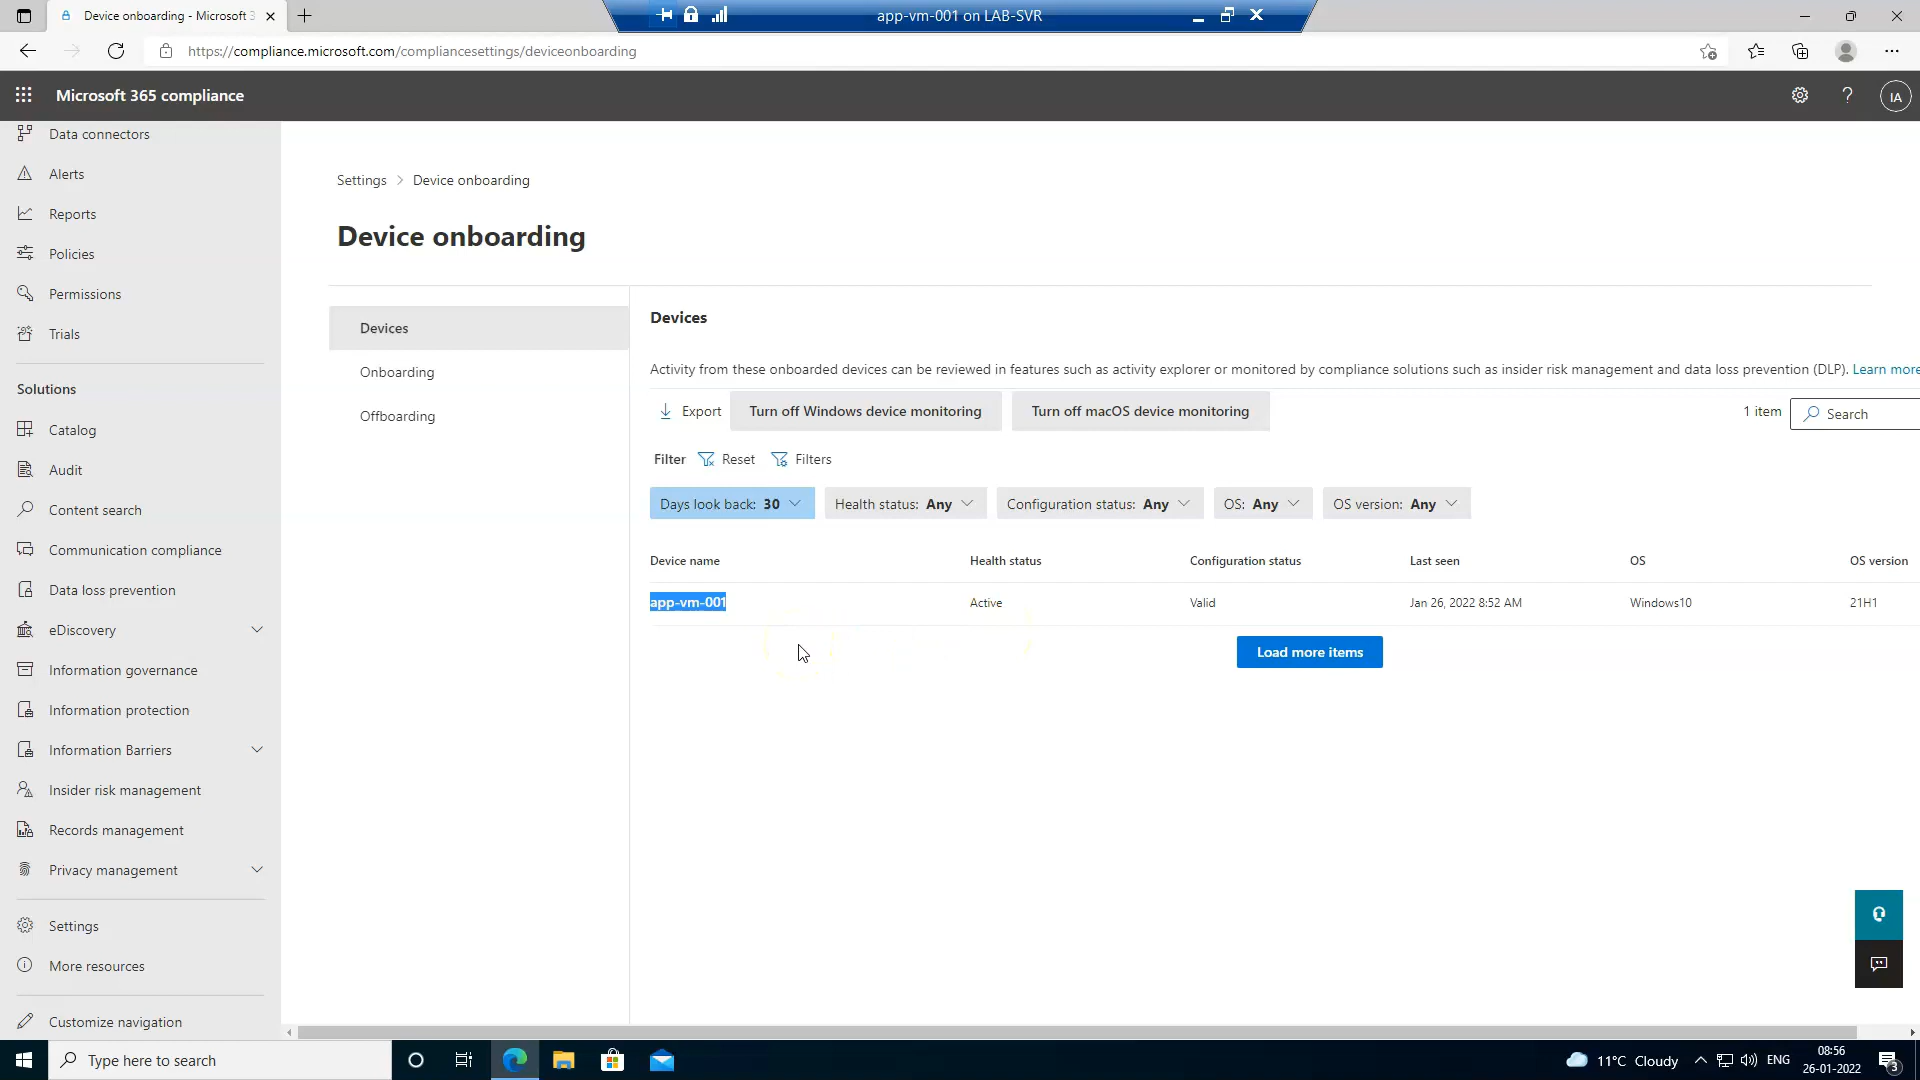 Device onboarding - Microsoft 3
app-vm-001 on LAB-SVR
https://compliance.microsoft.com/compliancesettings/deviceonboarding
Microsoft 365 compliance
IA
Data connectors
Alerts
Reports
Policies
Permissions
Trials
Solutions
Catalog
Audit
Content search
Communication compliance
Data loss prevention
eDiscovery
Information governance
Information protection
Information Barriers
Insider risk management
Records management
Privacy management
Settings
More resources
Customize navigation
Settings > Device onboarding
Device onboarding
Devices
Onboarding
Offboarding
Devices
Activity from these onboarded devices can be reviewed in features such as activity explorer or monitored by compliance solutions such as insider risk management and data loss prevention (DLP). Learn more
Export Turn off Windows device monitoring Turn off macOS device monitoring 1 item Search
Filter Reset Filters
Days look back: 30 Health status: Any Configuration status: Any OS: Any OS version: Any
Device name Health status Configuration status Last seen OS OS version
app-vm-001 Active Valid Jan 26, 2022 8:52 AM Windows10 21H1
Load more items
Type here to search
11°C Cloudy ENG
08:56
26-01-2022
3